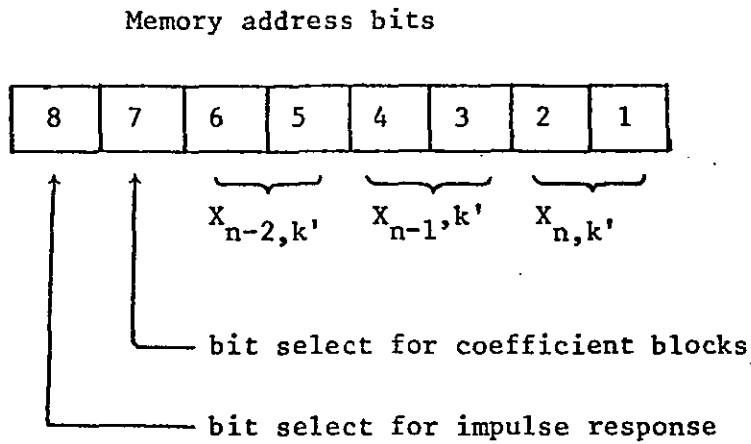 Memory address bits
8 7 6 5 4 3 2 1
X_{n-2,k'} X_{n-1,k'} X_{n,k'}
bit select for coefficient blocks
bit select for impulse response